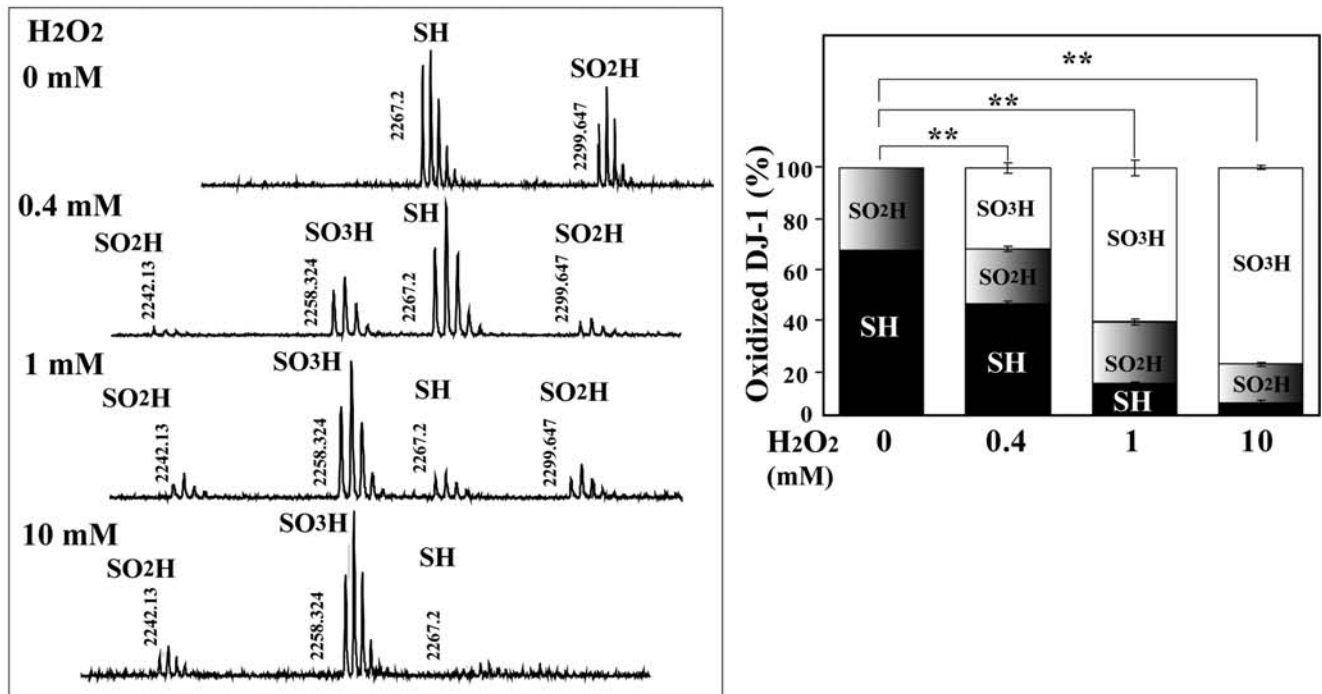 H2O2
0 mM
SH
SO2H
2267.2
2299.647
0.4 mM
SO2H
SO3H
SH
SO2H
2242.13
2258.324
2267.2
2299.647
1 mM
SO2H
SO3H
SH
SO2H
2242.13
2258.324
2267.2
2299.647
10 mM
SO2H
SO3H
SH
2242.13
2258.324
2267.2
**
**
**
Oxidized DJ-1 (%)
100
80
60
40
20
0
SO2H
SH
SO3H
SO2H
SH
SO3H
SO2H
SH
SO3H
SO2H
H2O2 0 0.4 1 10
(mM)